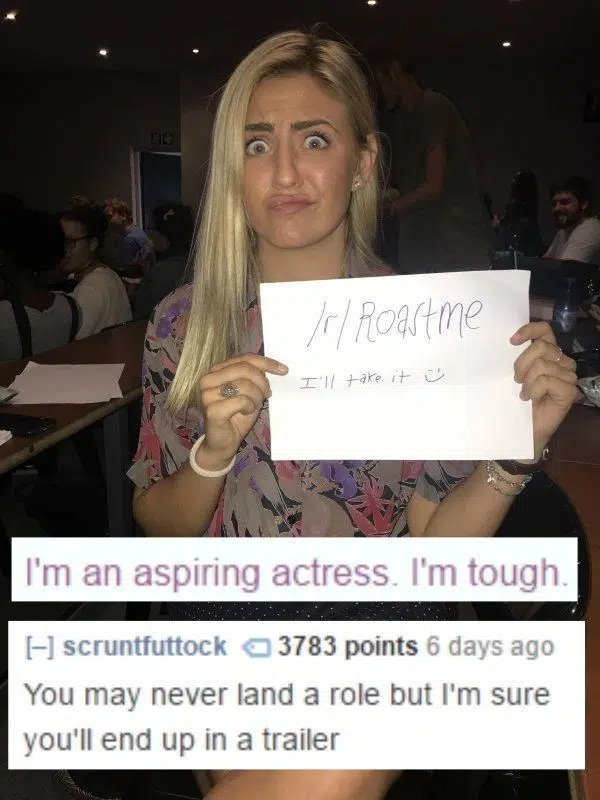 /r/ Roastme
I'll take it :)
I'm an aspiring actress. I'm tough.
[–] scruntfuttock 3783 points 6 days ago
You may never land a role but I'm sure
you'll end up in a trailer